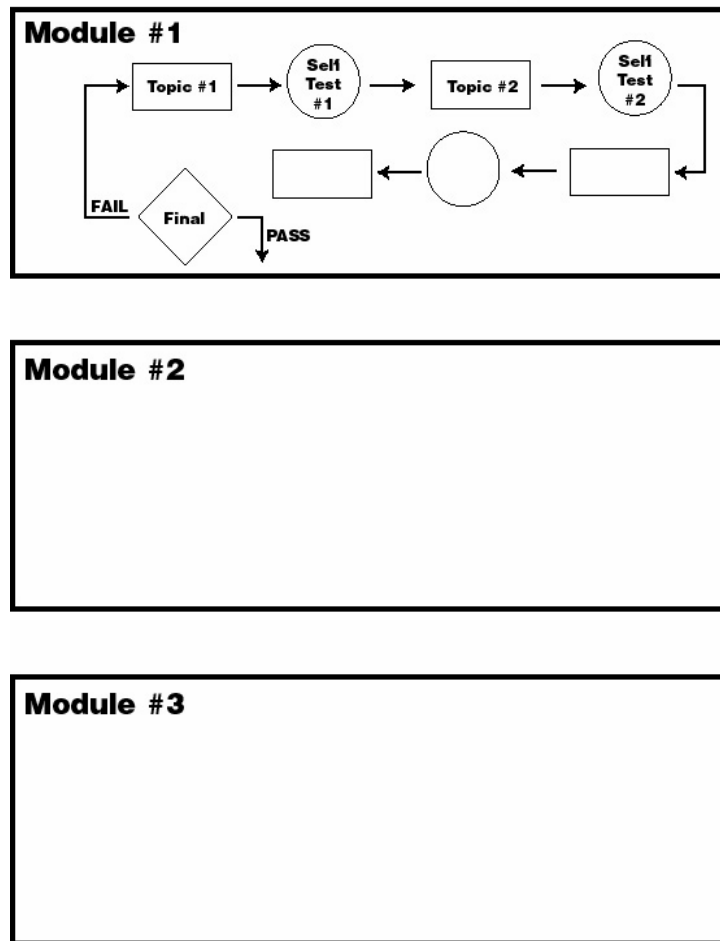 Module #1
Topic #1
Self
Test
#1
Topic #2
Self
Test
#2
FAIL
Final
PASS
Module #2
Module #3